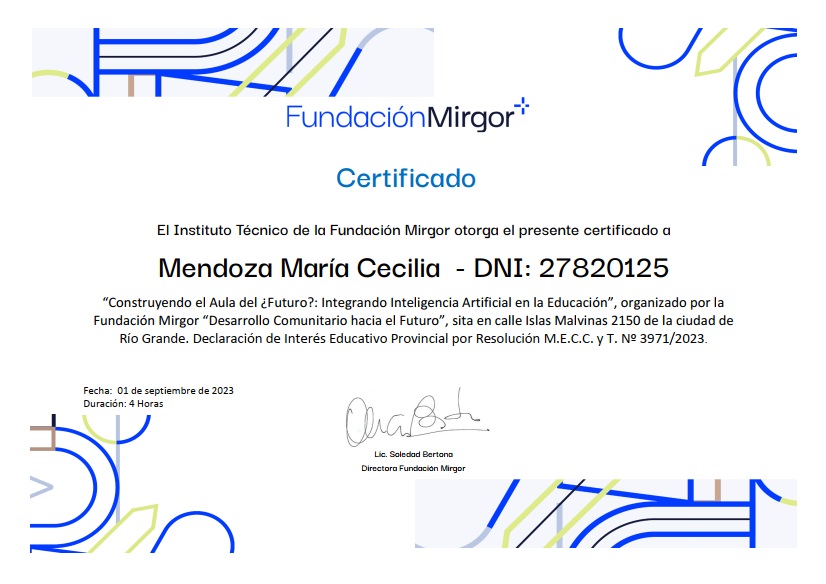 FundaciónMirgor
Certificado
El Instituto Técnico de la Fundación Mirgor otorga el presente certificado a
Mendoza María Cecilia - DNI: 27820125
“Construyendo el Aula del ¿Futuro?: Integrando Inteligencia Artificial en la Educación”, organizado por la
Fundación Mirgor “Desarrollo Comunitario hacia el Futuro”, sita en calle Islas Malvinas 2150 de la ciudad de
Río Grande. Declaración de Interés Educativo Provincial por Resolución M.E.C.C. y T. Nº 3971/2023.
Fecha: 01 de septiembre de 2023
Duración: 4 Horas
Lic. Soledad Bertona
Directora Fundación Mirgor